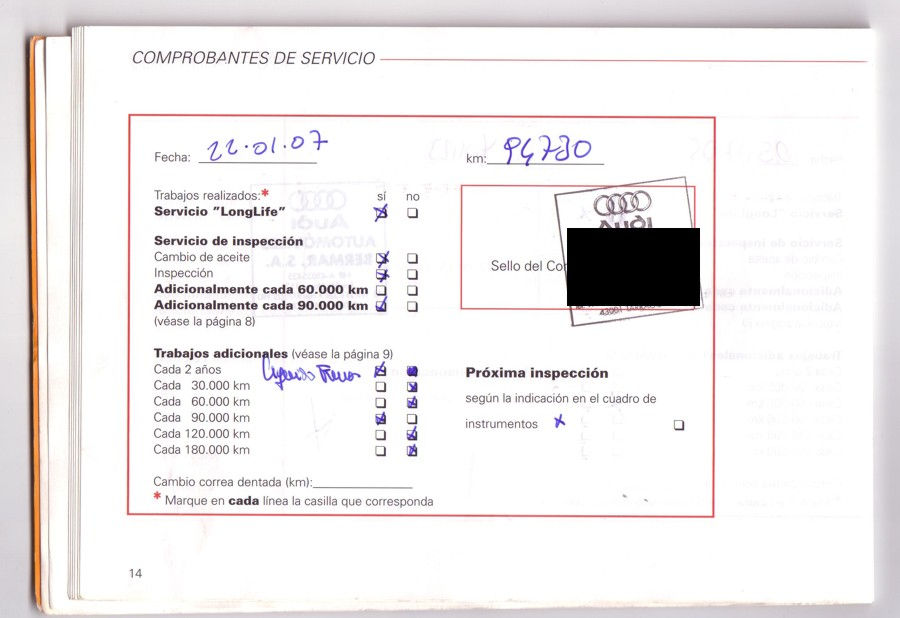 COMPROBANTES DE SERVICIO
Fecha: 22.01.07
km: 94730
Trabajos realizados:* sí no
Servicio "LongLife"
Servicio de inspección
Cambio de aceite
Inspección
Adicionalmente cada 60.000 km
Adicionalmente cada 90.000 km
(véase la página 8)
Sello del Con
AUDI
Trabajos adicionales (véase la página 9)
Cada 2 años
Cada 30.000 km
Cada 60.000 km
Cada 90.000 km
Cada 120.000 km
Cada 180.000 km
Próxima inspección
según la indicación en el cuadro de
instrumentos x
Cambio correa dentada (km):
* Marque en cada línea la casilla que corresponda
14